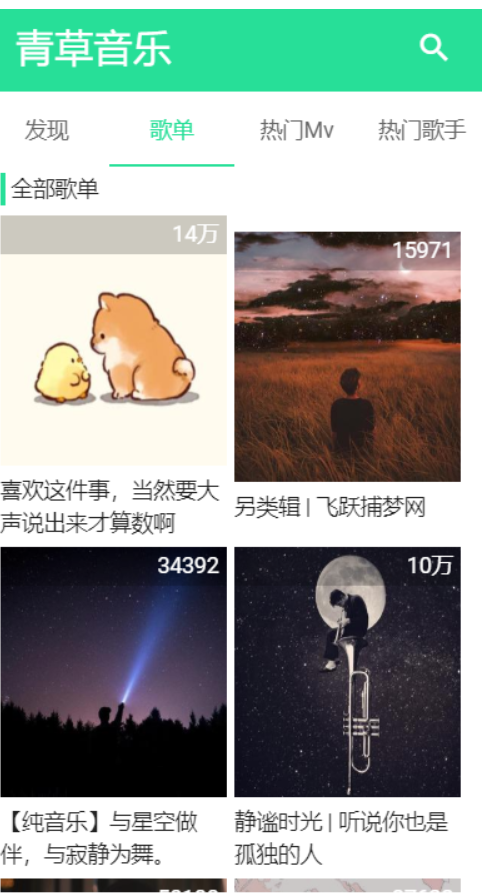 青草音乐
发现 歌单 热门Mv 热门歌手
全部歌单
14万
15971
喜欢这件事，当然要大
声说出来才算数啊
另类辑 | 飞跃捕梦网
34392
10万
【纯音乐】与星空做
伴，与寂静为舞。
静谧时光 | 听说你也是
孤独的人